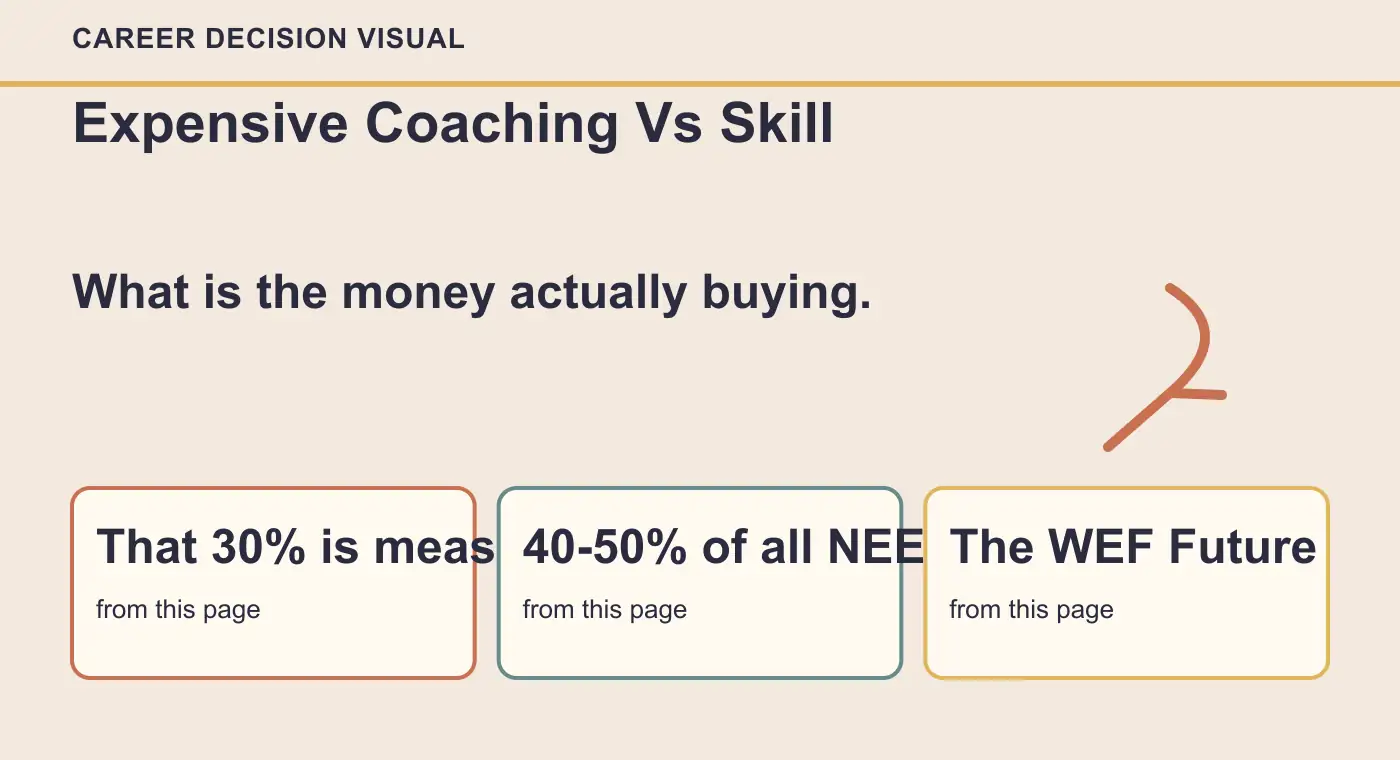 CAREER DECISION VISUAL
Expensive Coaching Vs Skill
What is the money actually buying.
That 30% is meas
from this page
40-50% of all NEE
from this page
The WEF Future
from this page